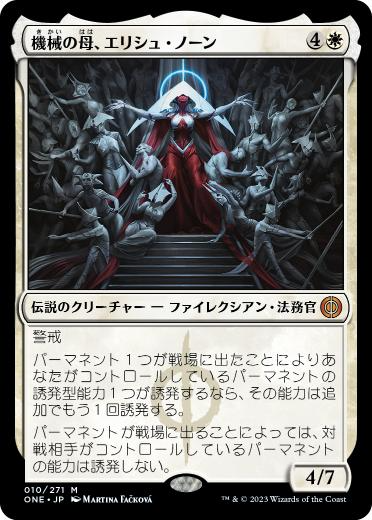 機械の母、エリシュ・ノーン
きかい はは
4
伝説のクリーチャー — ファイレクシアン・法務官
警戒
パーマネント1つが戦場に出たことによりあ
なたがコントロールしているパーマネントの
誘発型能力1つが誘発するなら、その能力は追
加でもう1回誘発する。
パーマネントが戦場に出ることによっては、対
戦相手がコントロールしているパーマネント
の能力は誘発しない。
4/7
010/271 M
ONE・JP MARTINA FAČKOVÁ
™ & © 2023 Wizards of the Coast